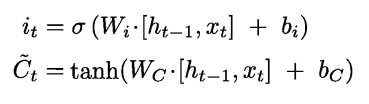 i_t = σ (W_i·[h_{t−1}, x_t] + b_i)
C̃_t = tanh(W_C·[h_{t−1}, x_t] + b_C)